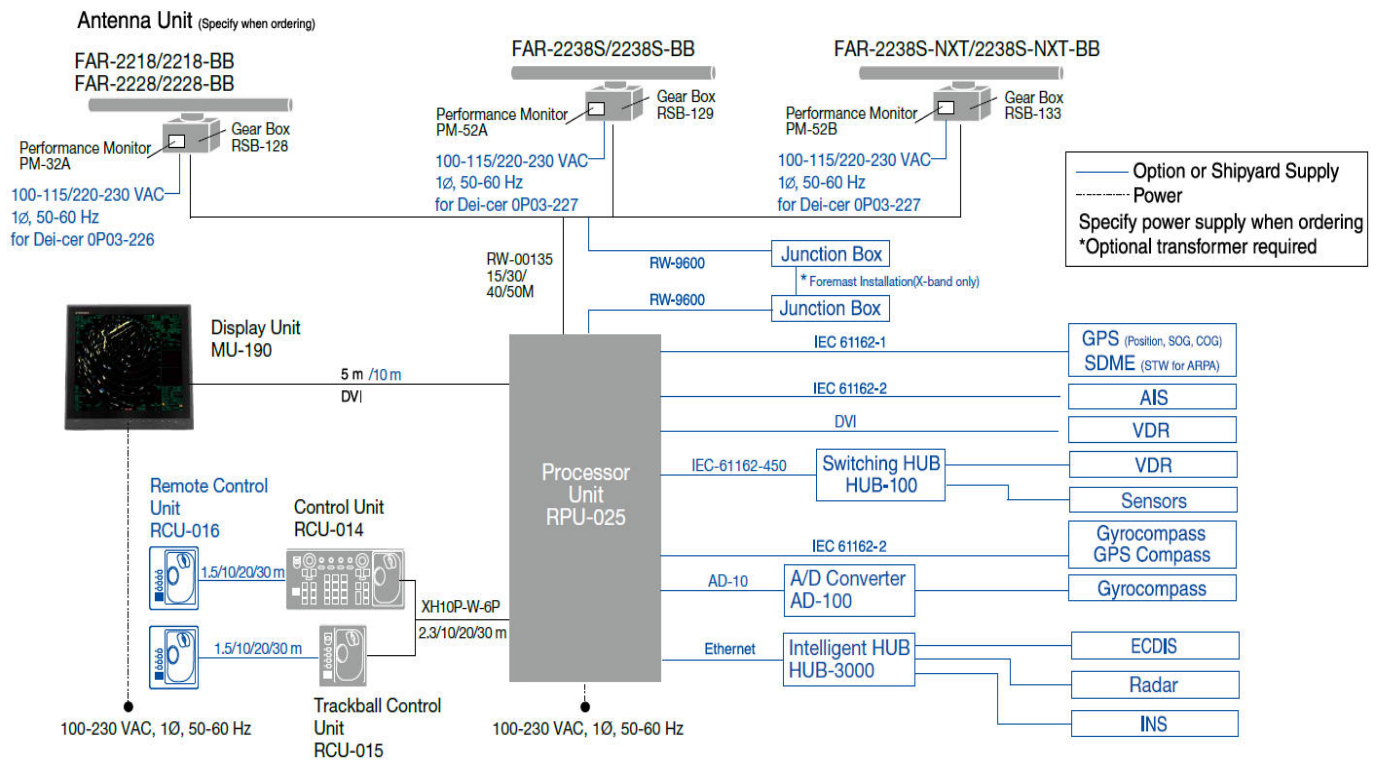 Antenna Unit (Specify when ordering)
FAR-2218/2218-BB
FAR-2228/2228-BB
Performance Monitor
PM-32A
Gear Box
RSB-128
100-115/220-230 VAC
1Ø, 50-60 Hz
for Dei-cer 0P03-226
FAR-2238S/2238S-BB
Performance Monitor
PM-52A
Gear Box
RSB-129
100-115/220-230 VAC
1Ø, 50-60 Hz
for Dei-cer 0P03-227
FAR-2238S-NXT/2238S-NXT-BB
Performance Monitor
PM-52B
Gear Box
RSB-133
100-115/220-230 VAC
1Ø, 50-60 Hz
for Dei-cer 0P03-227
Option or Shipyard Supply
Power
Specify power supply when ordering
*Optional transformer required
RW-00135
15/30/
40/50M
RW-9600
Junction Box
* Foremast Installation(X-band only)
RW-9600
Junction Box
Display Unit
MU-190
5 m /10 m
DVI
Processor
Unit
RPU-025
IEC 61162-1
GPS (Position, SOG, COG)
SDME (STW for ARPA)
IEC 61162-2
AIS
DVI
VDR
IEC-61162-450
Switching HUB
HUB-100
VDR
Sensors
IEC 61162-2
Gyrocompass
GPS Compass
AD-10
A/D Converter
AD-100
Gyrocompass
Ethernet
Intelligent HUB
HUB-3000
ECDIS
Radar
INS
Remote Control
Unit
RCU-016
Control Unit
RCU-014
1.5/10/20/30 m
XH10P-W-6P
2.3/10/20/30 m
1.5/10/20/30 m
Trackball Control
Unit
RCU-015
100-230 VAC, 1Ø, 50-60 Hz
100-230 VAC, 1Ø, 50-60 Hz